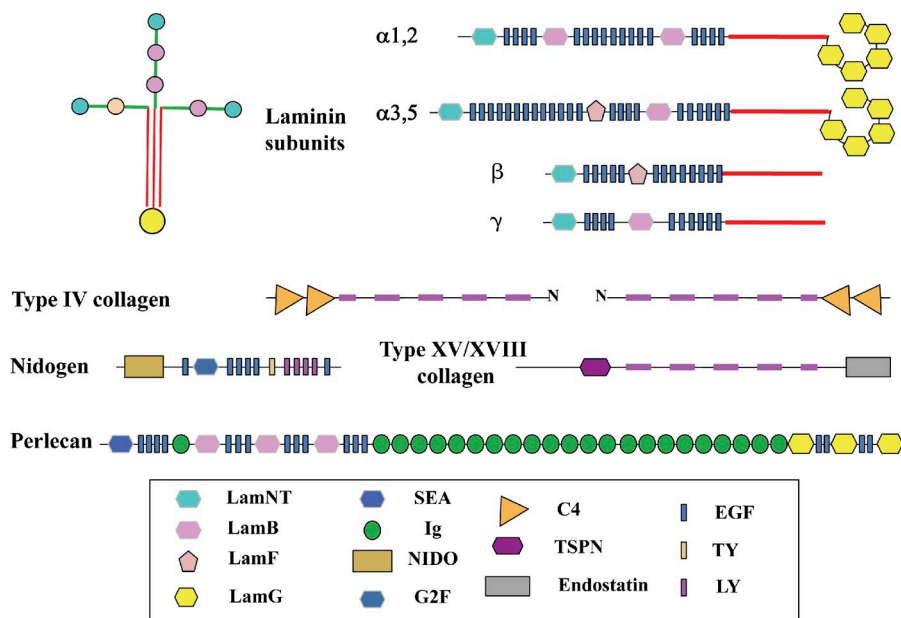 α1,2
α3,5
Laminin
subunits
β
γ
Type IV collagen
N
N
Nidogen
Type XV/XVIII
collagen
Perlecan
LamNT
SEA
C4
EGF
LamB
Ig
TSPN
TY
LamF
NIDO
Endostatin
LY
LamG
G2F